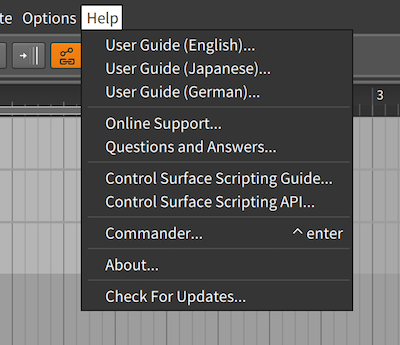 te Options Help
User Guide (English)...
User Guide (Japanese)...
User Guide (German)...
3
Online Support...
Questions and Answers...
Control Surface Scripting Guide...
Control Surface Scripting API...
Commander... ^ enter
About...
Check For Updates...